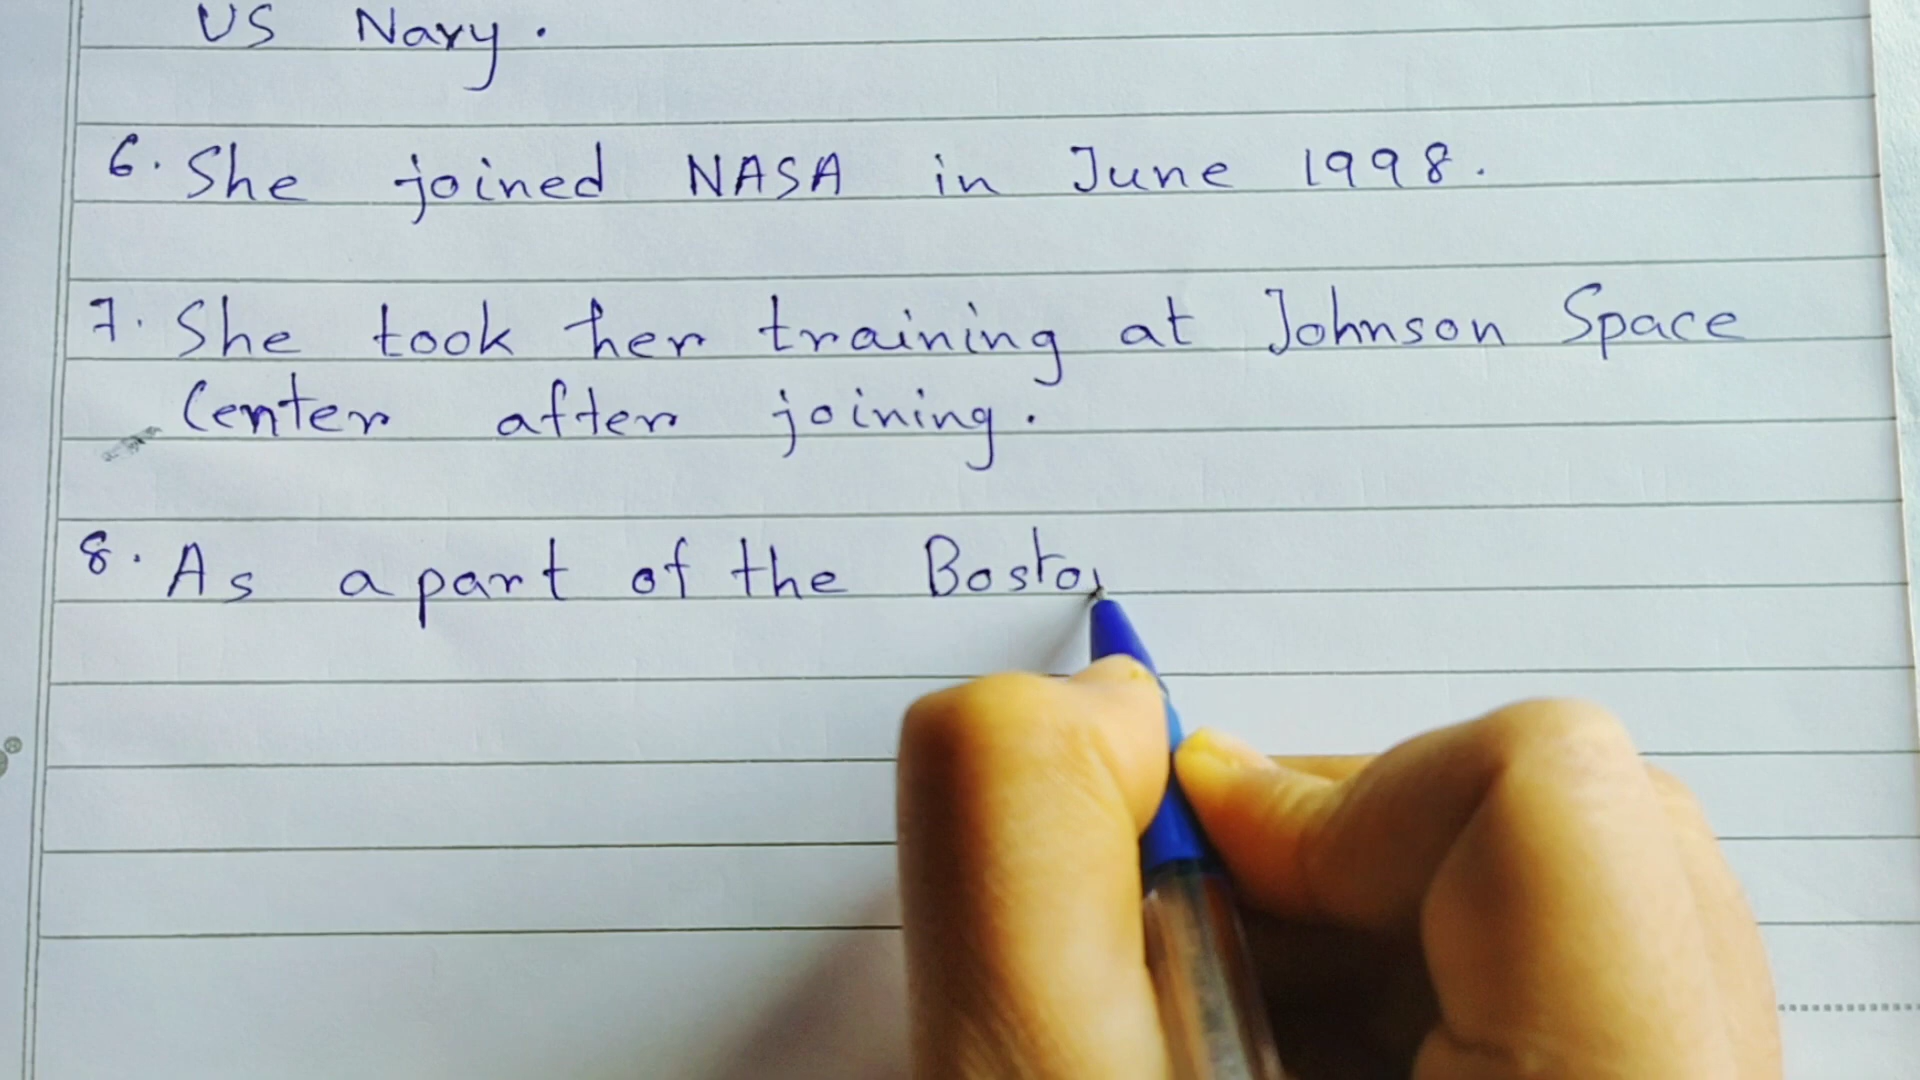 US Navy.
6. She joined NASA in June 1998.
7. She took her training at Johnson Space
Center after joining.
8. As a part of the Bosto